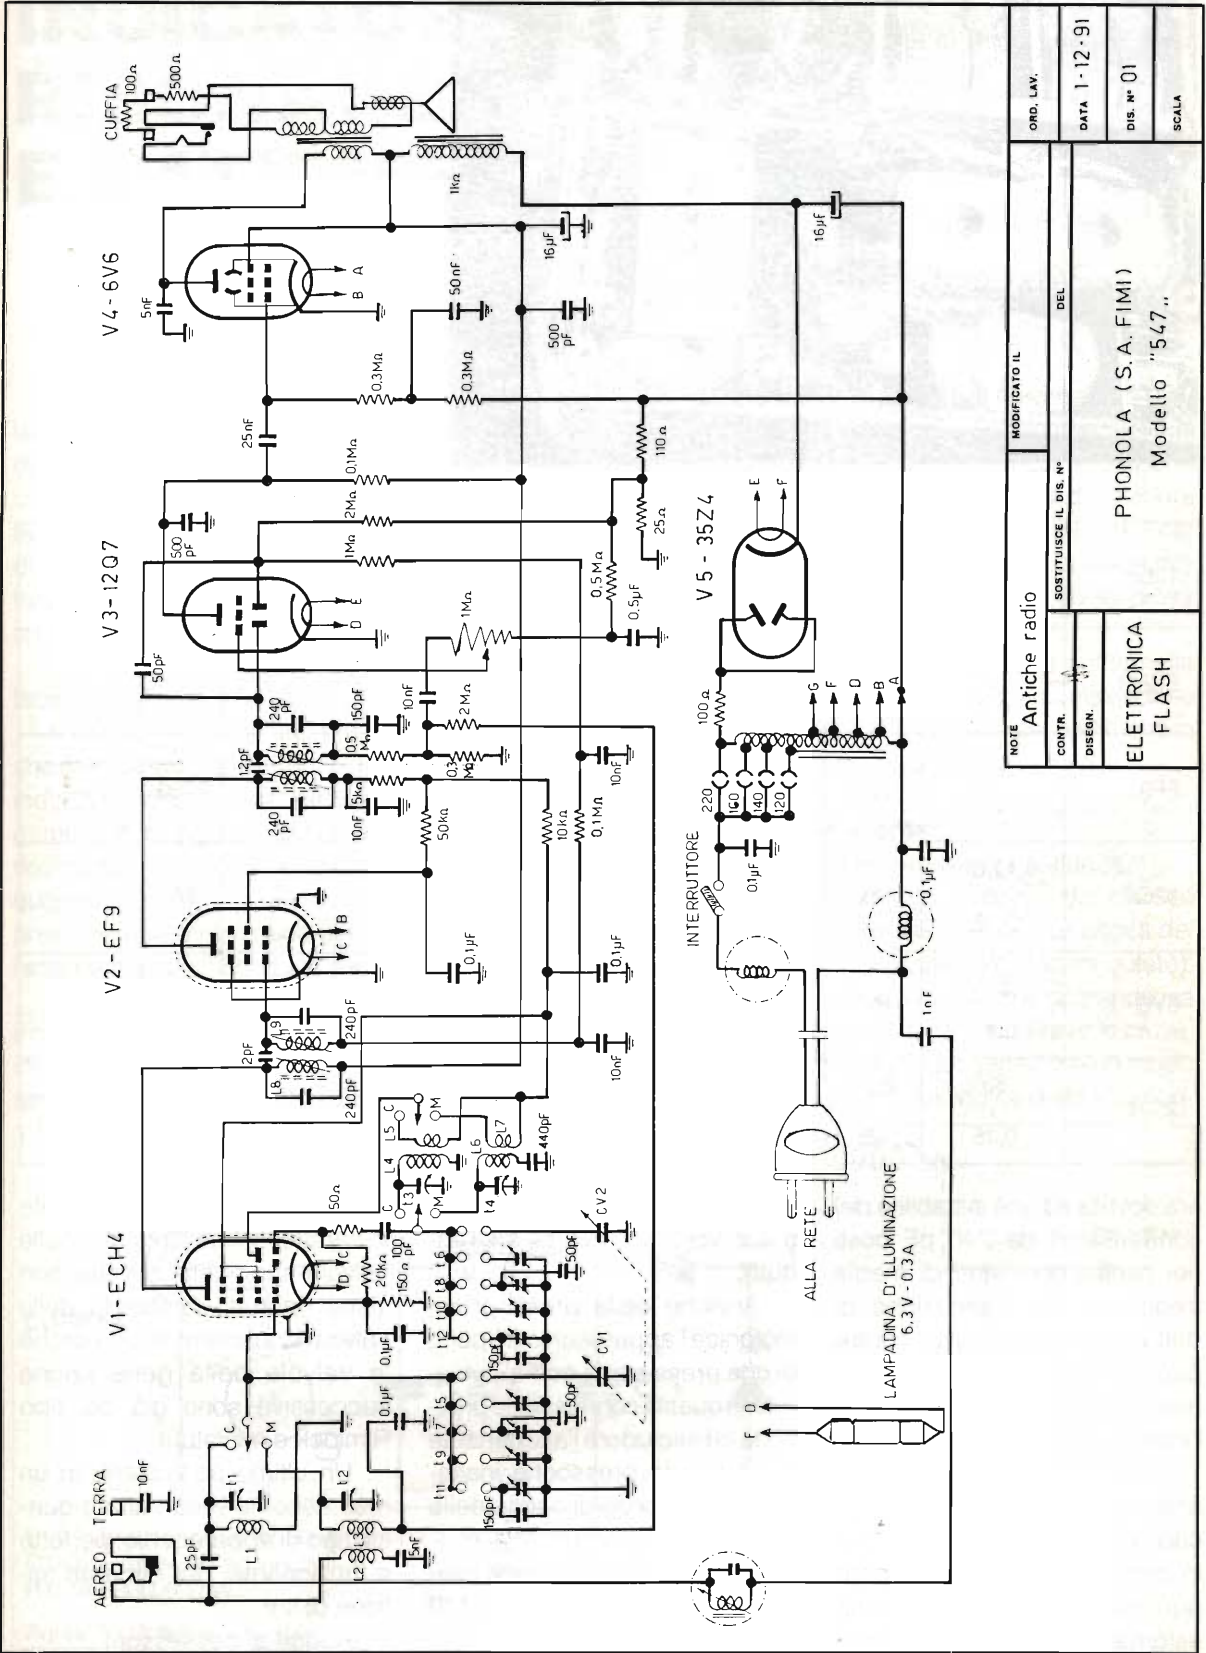 CUFFIA
100Ω
500Ω
V4-6V6
5nF
A
B
1kΩ
16µF
50nF
500
pF
16µF
0,3MΩ
0,3MΩ
25nF
110Ω
25Ω
V3-12Q7
500
pF
0,1MΩ
2MΩ
1MΩ
E
D
0,5MΩ
0,5µF
1MΩ
50pF
10nF
2MΩ
240
pF
150pF
0,5
MΩ
0,3
MΩ
10nF
12pF
240
pF
10nF
5kΩ
50kΩ
10kΩ
0,1MΩ
V2-EF9
B
C
0,1µF
0,1µF
10nF
2pF
L9
240pF
L8
240pF
V1-ECH4
C
D
50Ω
20kΩ
100
pF
150Ω
0,1µF
0,1µF
C
L5
M
L4
L7
L6
440pF
C
t3
M
t4
t6
t8
t10
t12
50pF
150pF
CV2
t5
t7
t9
t11
50pF
150pF
CV1
AEREO
TERRA
10nF
25pF
C
M
t1
L1
t2
L3
L2
5nF
V5-35Z4
E
F
100Ω
G
F
D
B
A
220
160
140
120
0,1µF
INTERRUTTORE
0,1µF
1nF
ALLA RETE
LAMPADINA D'ILLUMINAZIONE
6,3V-0.3A
F
D
NOTE
Antiche radio
MODIFICATO IL
ORD. LAV.
CONTR.
SOSTITUISCE IL DIS. N°
DEL
DATA 1-12-91
DISEGN.
ELETTRONICA
FLASH
PHONOLA (S.A. FIMI)
Modello "547"
DIS. N° 01
SCALA